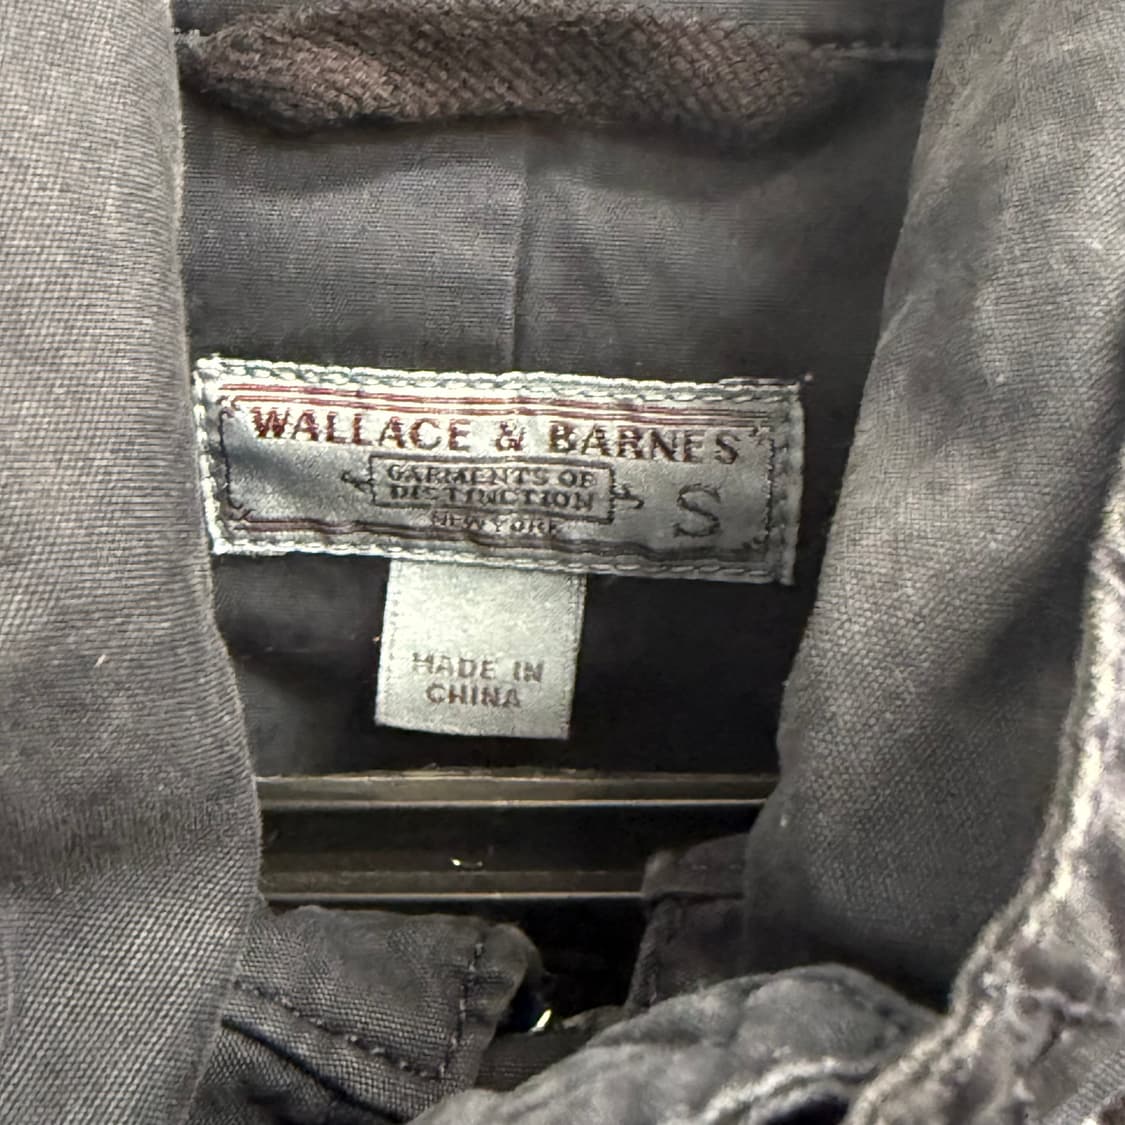 WALLACE & BARNES
GARMENTS OF
DISTINCTION
NEW YORK
S
MADE IN
CHINA